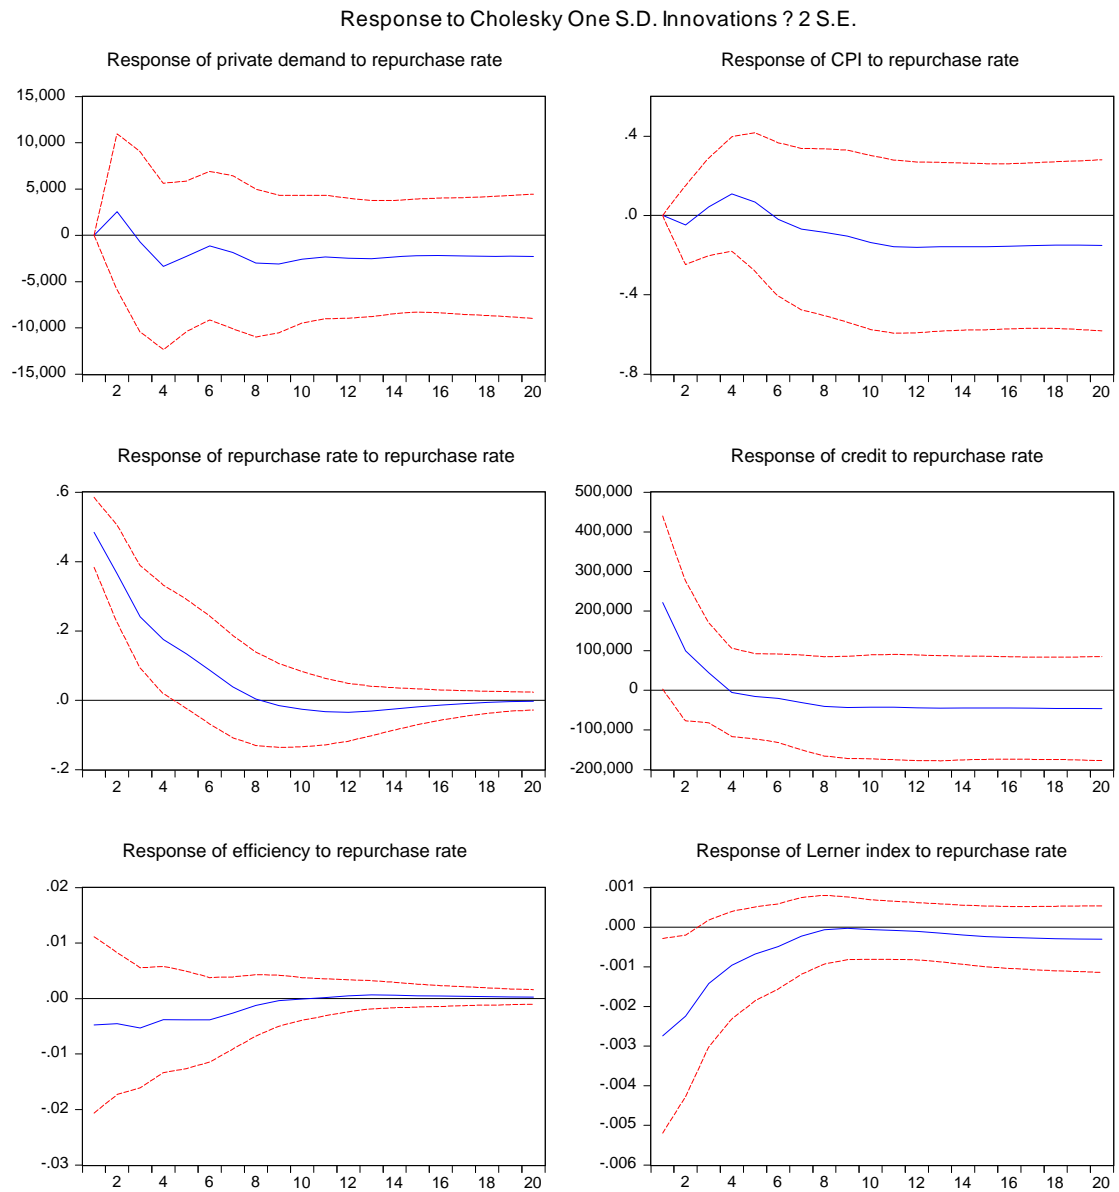 Response to Cholesky One S.D. Innovations ? 2 S.E.
Response of private demand to repurchase rate
15,000
10,000
5,000
0
-5,000
-10,000
-15,000
2 4 6 8 10 12 14 16 18 20
Response of CPI to repurchase rate
.4
.0
-.4
-.8
2 4 6 8 10 12 14 16 18 20
Response of repurchase rate to repurchase rate
.6
.4
.2
.0
-.2
2 4 6 8 10 12 14 16 18 20
Response of credit to repurchase rate
500,000
400,000
300,000
200,000
100,000
0
-100,000
-200,000
2 4 6 8 10 12 14 16 18 20
Response of efficiency to repurchase rate
.02
.01
.00
-.01
-.02
-.03
2 4 6 8 10 12 14 16 18 20
Response of Lerner index to repurchase rate
.001
.000
-.001
-.002
-.003
-.004
-.005
-.006
2 4 6 8 10 12 14 16 18 20